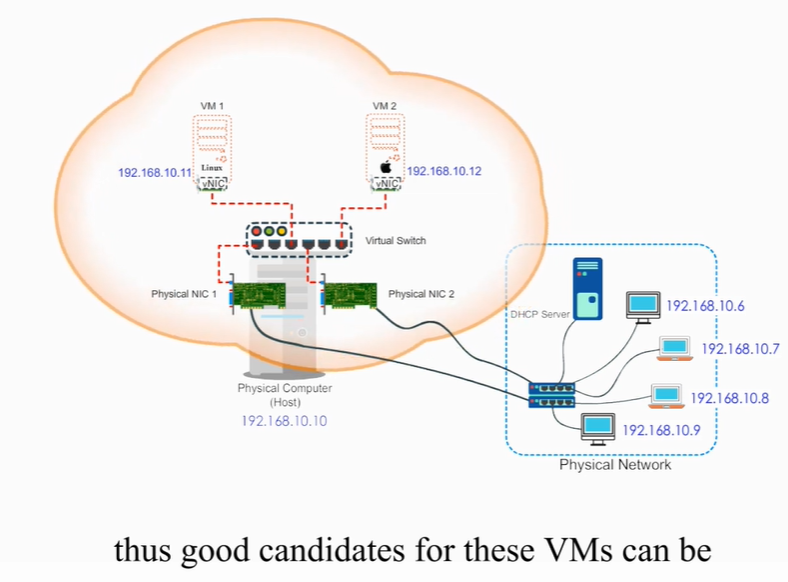 VM 1
VM 2
Linux
192.168.10.11
192.168.10.12
vNIC
vNIC
Virtual Switch
Physical NIC 1
Physical NIC 2
DHCP Server
192.168.10.6
192.168.10.7
192.168.10.8
192.168.10.9
Physical Computer
(Host)
192.168.10.10
Physical Network
thus good candidates for these VMs can be